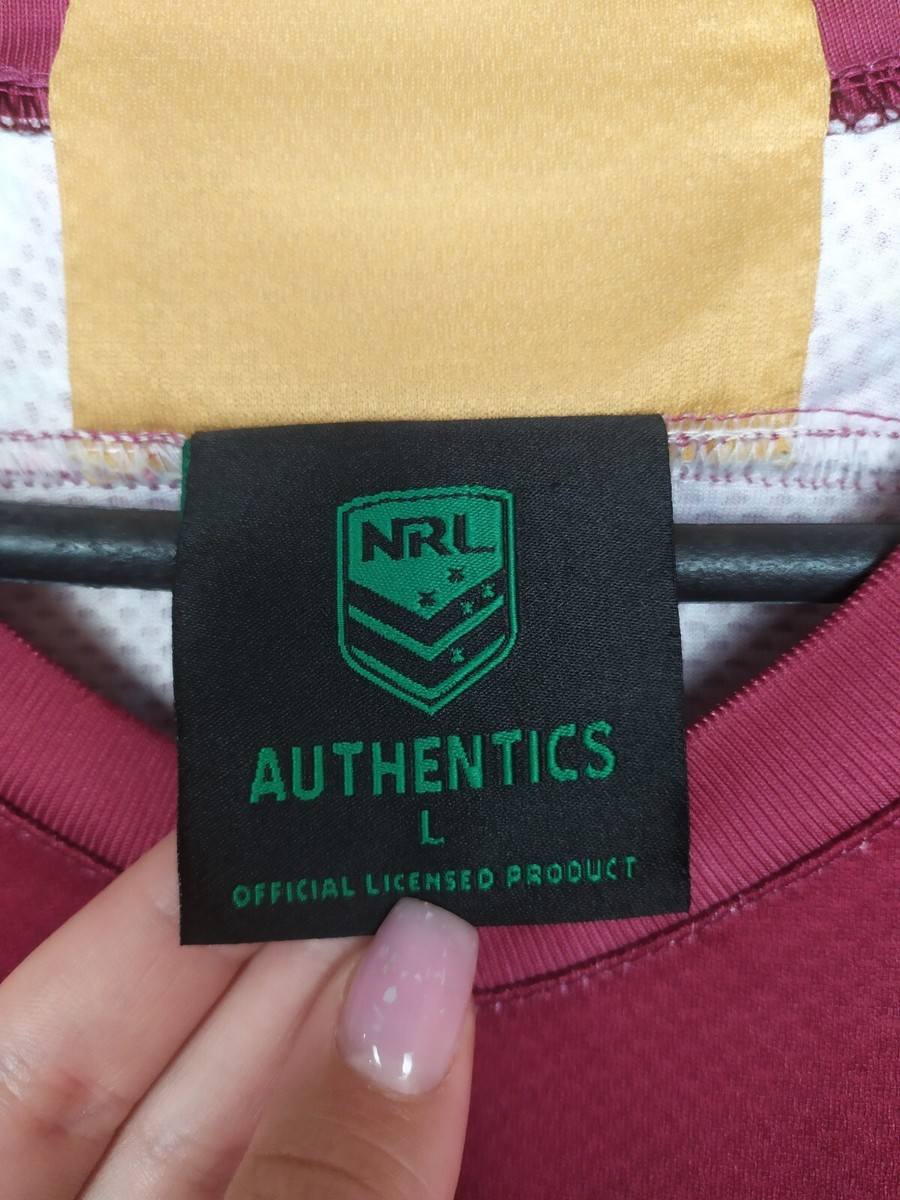 NRL
AUTHENTICS
L
OFFICIAL LICENSED PRODUCT